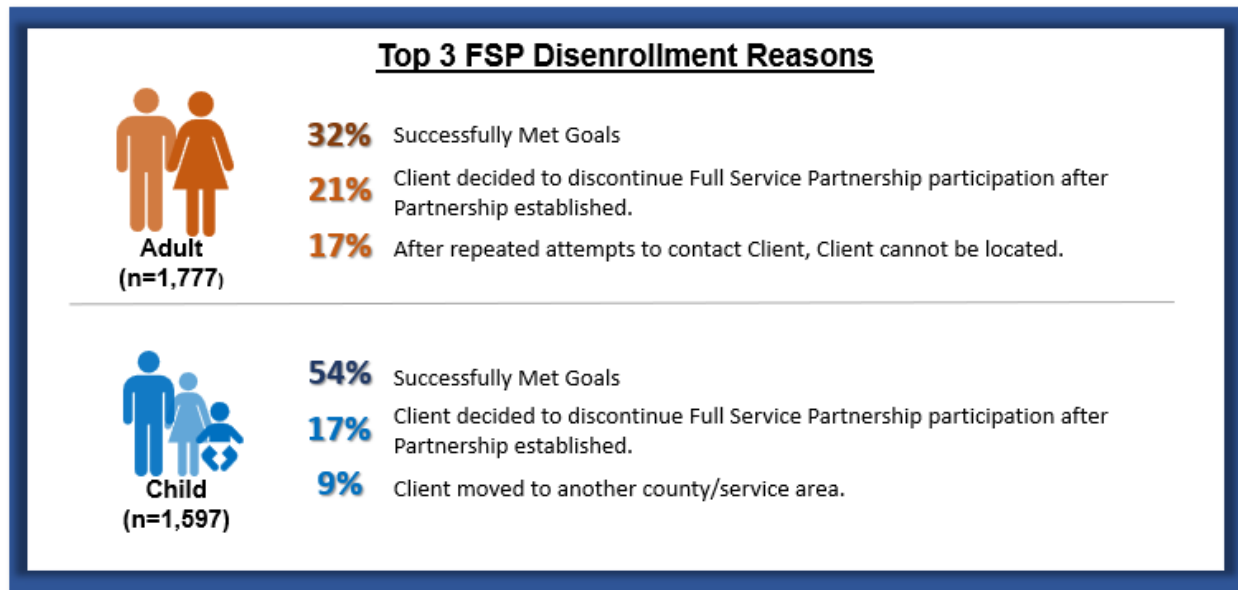 Top 3 FSP Disenrollment Reasons
32% Successfully Met Goals
21% Client decided to discontinue Full Service Partnership participation after
Partnership established.
17% After repeated attempts to contact Client, Client cannot be located.
Adult
(n=1,777)
54% Successfully Met Goals
17% Client decided to discontinue Full Service Partnership participation after
Partnership established.
9% Client moved to another county/service area.
Child
(n=1,597)